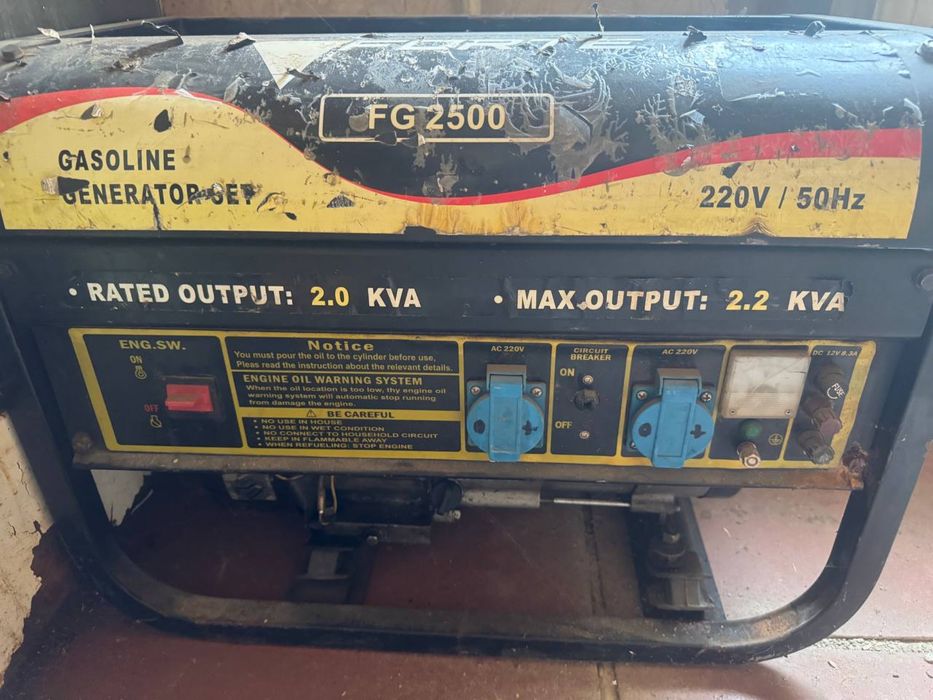 FG 2500
GASOLINE
GENERATOR SET
220V / 50Hz
• RATED OUTPUT: 2.0 KVA
• MAX.OUTPUT: 2.2 KVA
ENG.SW.
ON
OFF
Notice
You must pour the oil to the cylinder before use,
Pleas read the instruction about the relevant details.
ENGINE OIL WARNING SYSTEM
When the oil location is too low, thy engine oil
warning system will automatic stop running
from damage the engine.
⚠ BE CAREFUL
• NO USE IN HOUSE
• NO USE IN WET CONDITION
• NO CONNECT TO HOUSEHOLD CIRCUIT
• KEEP IN FLAMMABLE AWAY
• WHEN REFUELING STOP ENGINE
AC 220V
CIRCUIT
BREAKER
ON
OFF
AC 220V
DC 12V 8.3A
FUSE